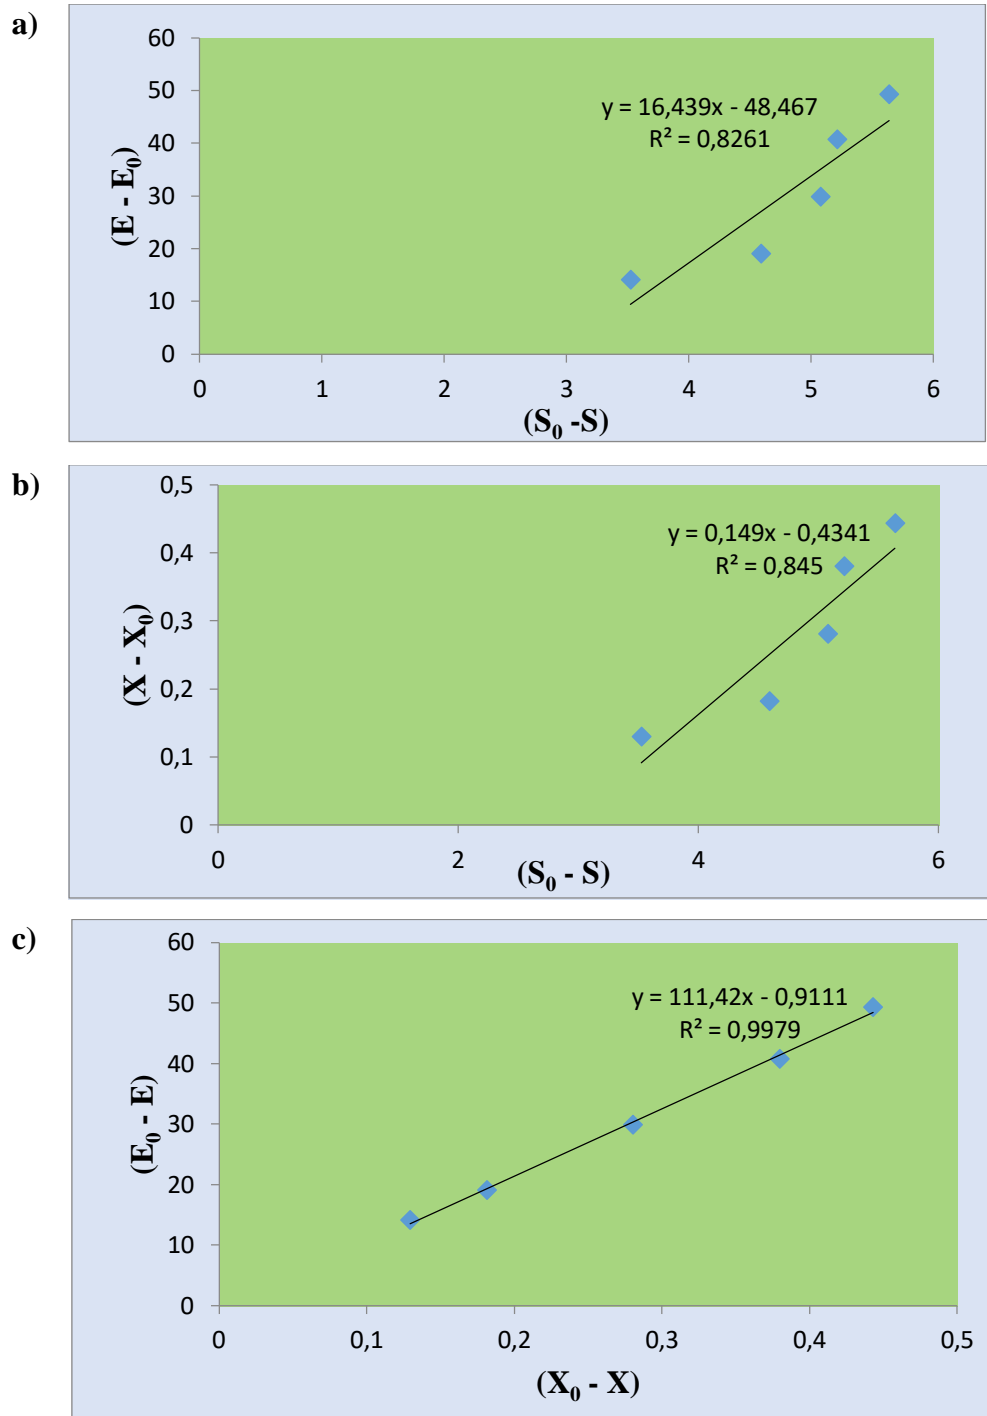 a)
60
50
40
30
20
10
0
(E - E₀)
y = 16,439x - 48,467
R² = 0,8261
0 1 2 3 4 5 6
(S₀ -S)
b)
0,5
0,4
0,3
0,2
0,1
0
(X - X₀)
y = 0,149x - 0,4341
R² = 0,845
0 2 4 6
(S₀ - S)
c)
60
50
40
30
20
10
0
(E₀ - E)
y = 111,42x - 0,9111
R² = 0,9979
0 0,1 0,2 0,3 0,4 0,5
(X₀ - X)